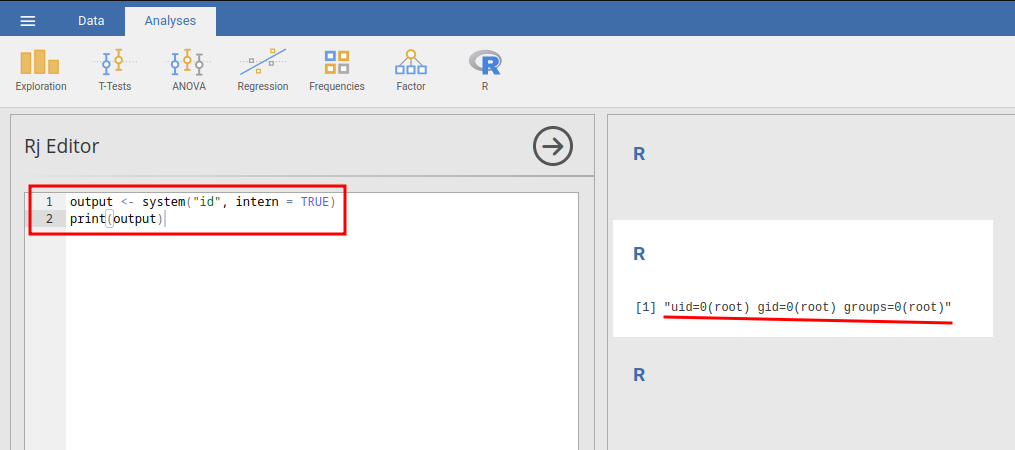 Data Analyses
Exploration T-Tests ANOVA Regression Frequencies Factor R
Rj Editor
1 output <- system("id", intern = TRUE)
2 print(output)
R
R
[1] "uid=0(root) gid=0(root) groups=0(root)"
R